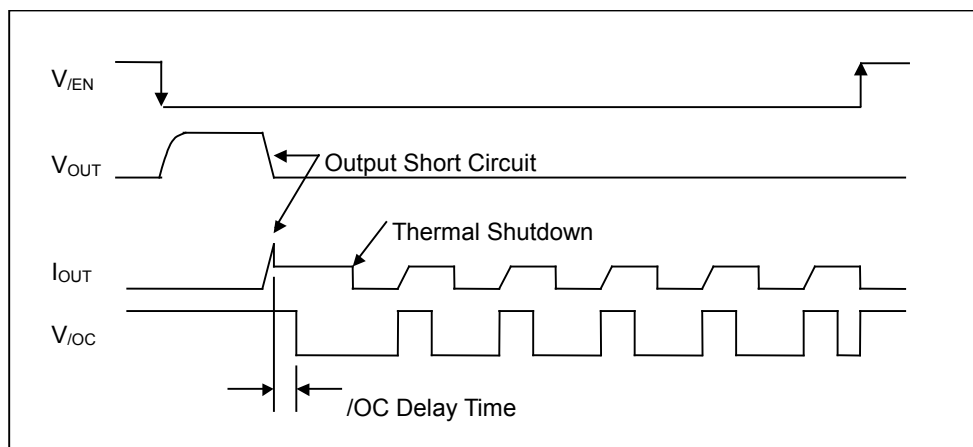 V/EN
VOUT
Output Short Circuit
Thermal Shutdown
IOUT
V/OC
/OC Delay Time